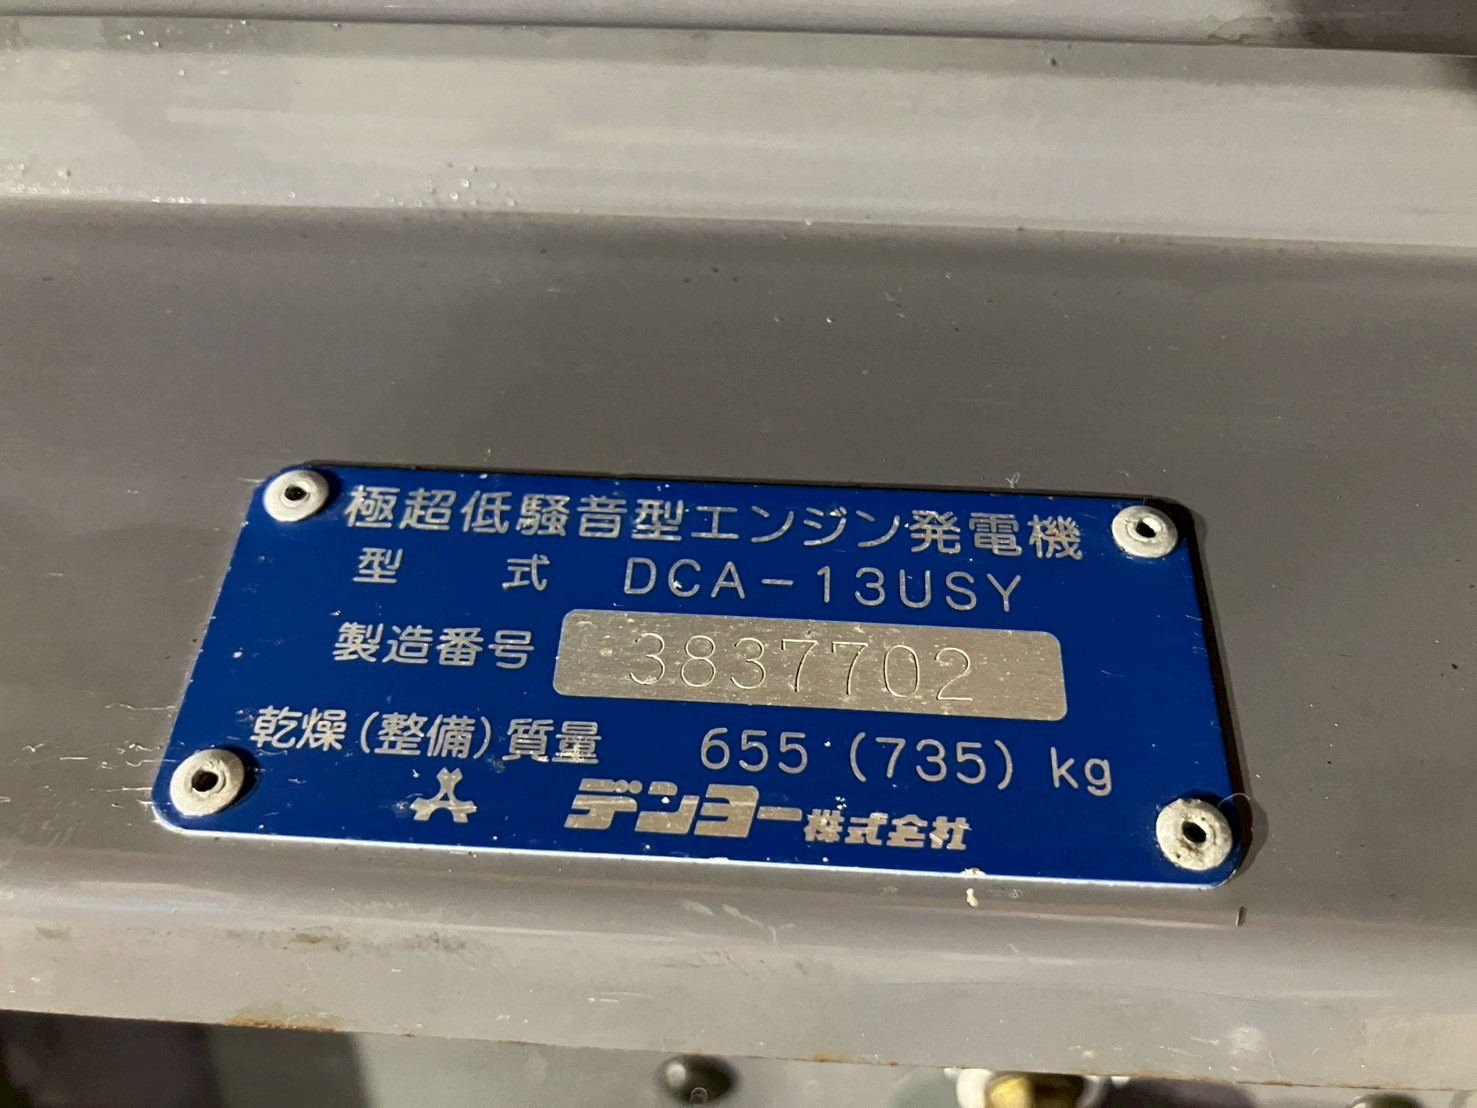 極超低騒音型エンジン発電機
型 式 DCA-13USY
製造番号 3837702
乾燥(整備)質量 655(735)kg
デンヨー株式会社